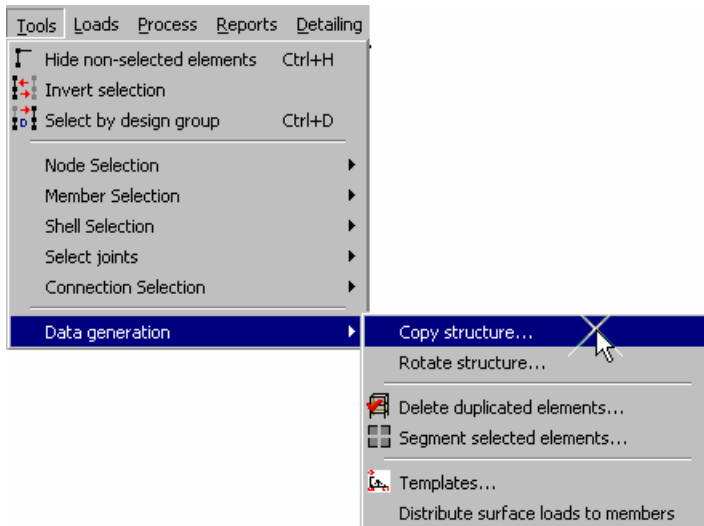 Tools Loads Process Reports Detailing
Hide non-selected elements Ctrl+H
Invert selection
Select by design group Ctrl+D
Node Selection
Member Selection
Shell Selection
Select joints
Connection Selection
Data generation
Copy structure...
Rotate structure...
Delete duplicated elements...
Segment selected elements...
Templates...
Distribute surface loads to members